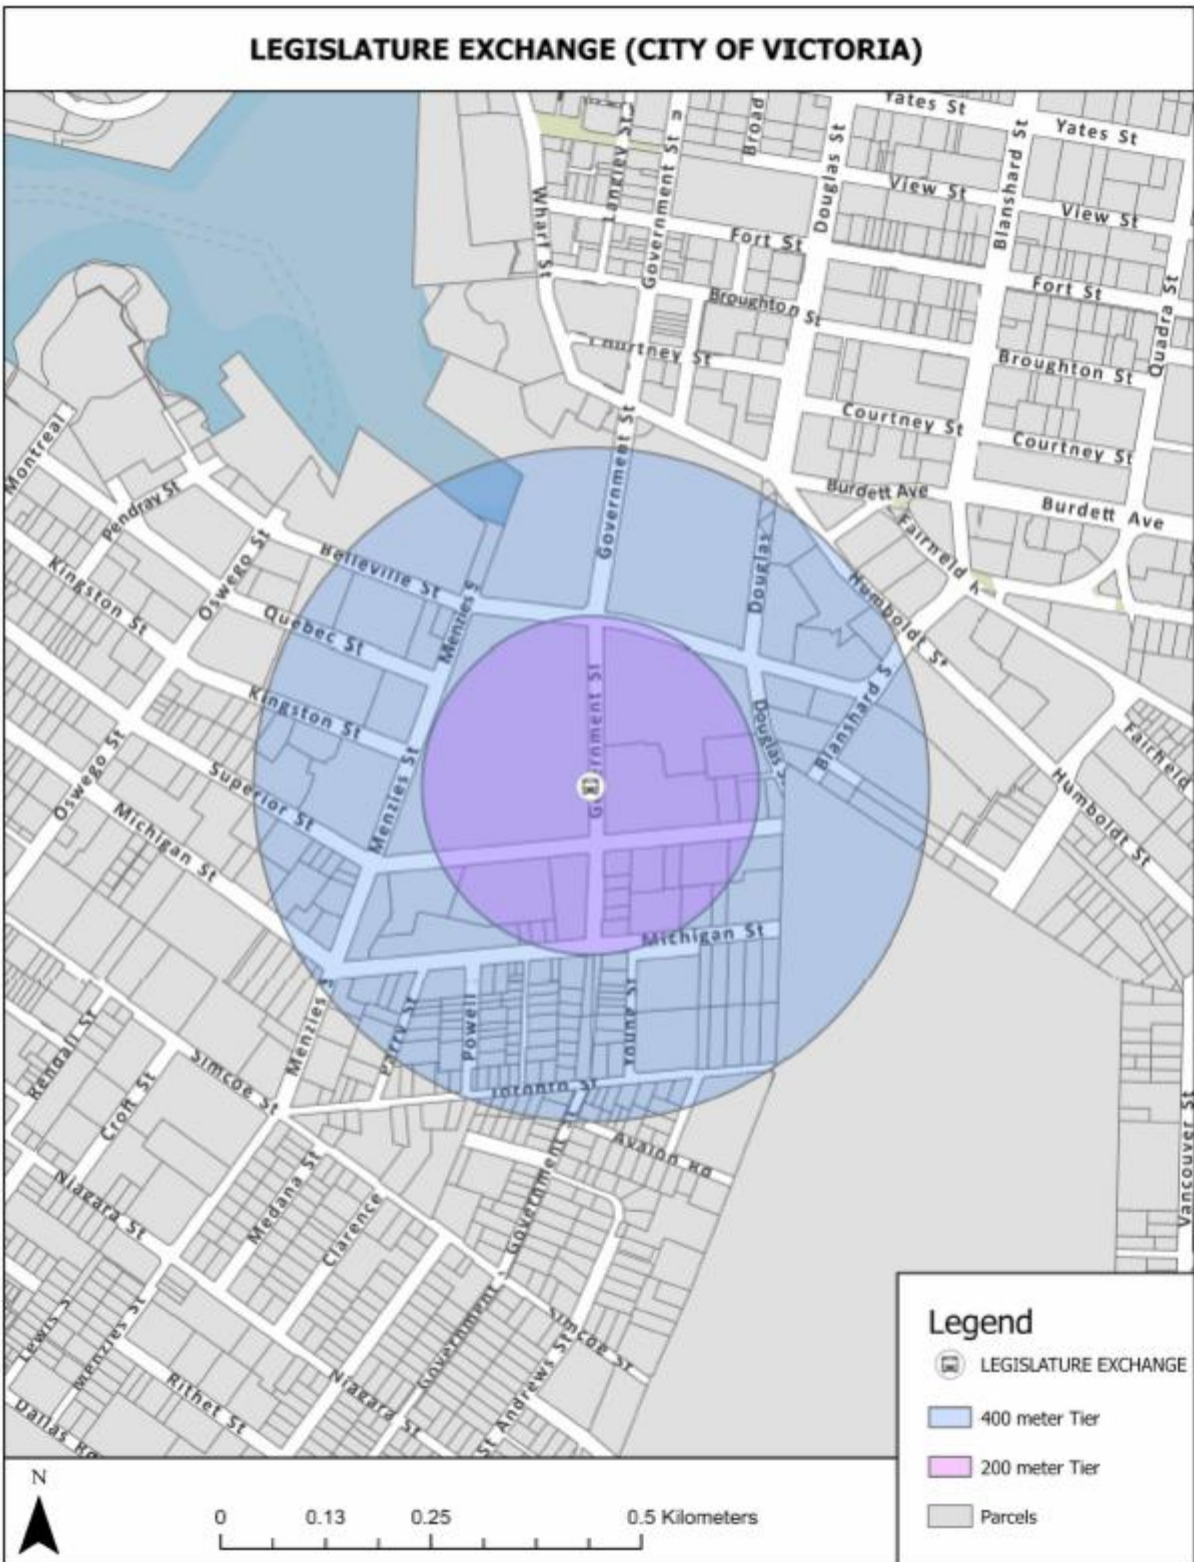 LEGISLATURE EXCHANGE (CITY OF VICTORIA)
Yates St
Yates St
Broad
Langley St
Government St
Douglas St
Blanshard St
View St
View St
Wharf St
Fort St
Fort St
Quadra St
Broughton St
Broughton St
Courtney St
Courtney St
Courtney St
Montreal
Government St
Pendray St
Burdett Ave
Burdett Ave
Oswego St
Belleville St
Douglas
Fairfield A
Kingston St
Menzies S
Humboldt St
Quebec St
Kingston St
Government St
Douglas S
Blanshard S
Fairfield
Oswego St
Superior St
Menzies St
Humboldt St
Michigan St
Michigan St
Menzies S
Parry St
Powell
Young St
Rendall St
Simcoe St
Toronto St
Croft St
Avalon Rd
Vancouver St
Niagara St
Medana St
Clarence
Government S
Lewis S
Menzies St
Government
Simcoe St
Rithet St
Niagara St
St Andrews St
Dallas Rd
Legend
LEGISLATURE EXCHANGE
400 meter Tier
200 meter Tier
Parcels
N
0 0.13 0.25 0.5 Kilometers